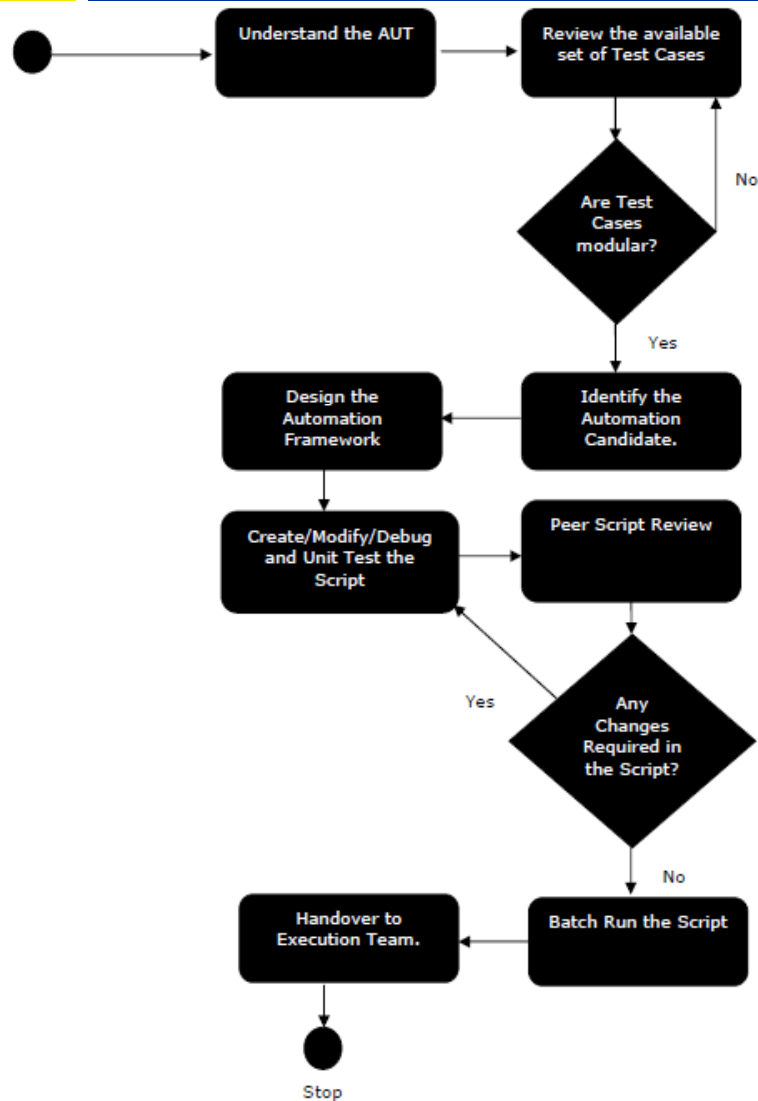 Understand the AUT
Review the available
set of Test Cases
Are Test
Cases
modular?
No
Yes
Identify the
Automation
Candidate.
Design the
Automation
Framework
Create/Modify/Debug
and Unit Test the
Script
Peer Script Review
Any
Changes
Required in
the Script?
Yes
No
Batch Run the Script
Handover to
Execution Team.
Stop